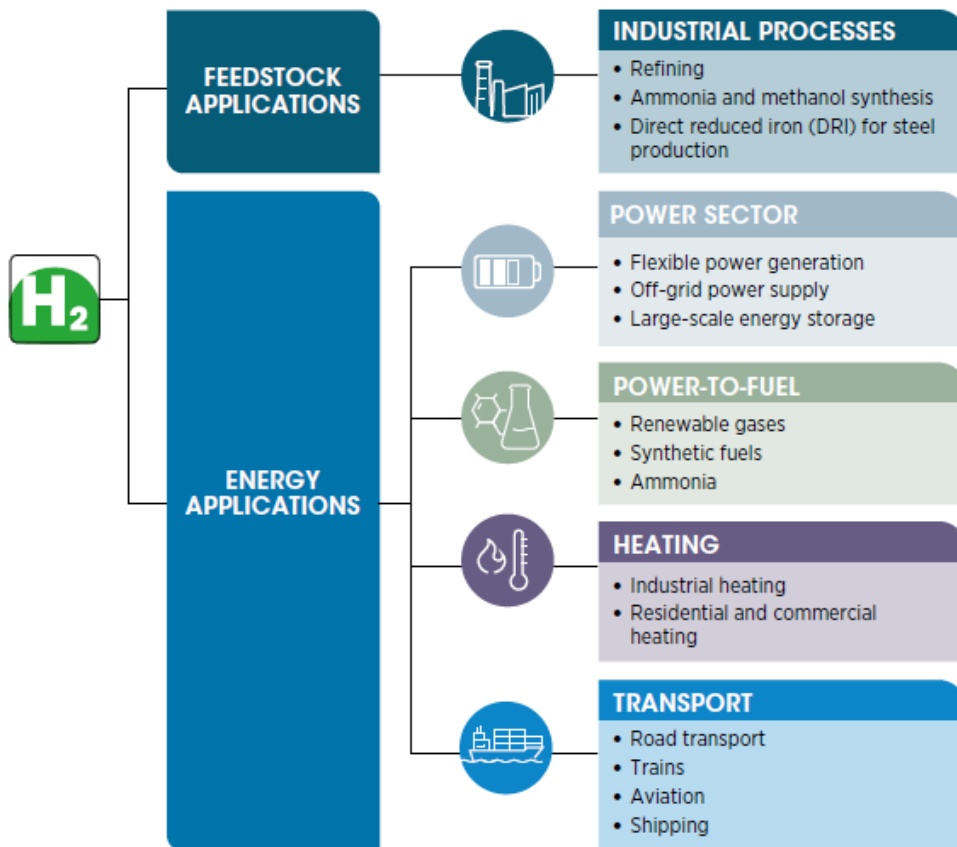 H2
FEEDSTOCK
APPLICATIONS
INDUSTRIAL PROCESSES
• Refining
• Ammonia and methanol synthesis
• Direct reduced iron (DRI) for steel
production
ENERGY
APPLICATIONS
POWER SECTOR
• Flexible power generation
• Off-grid power supply
• Large-scale energy storage
POWER-TO-FUEL
• Renewable gases
• Synthetic fuels
• Ammonia
HEATING
• Industrial heating
• Residential and commercial
heating
TRANSPORT
• Road transport
• Trains
• Aviation
• Shipping